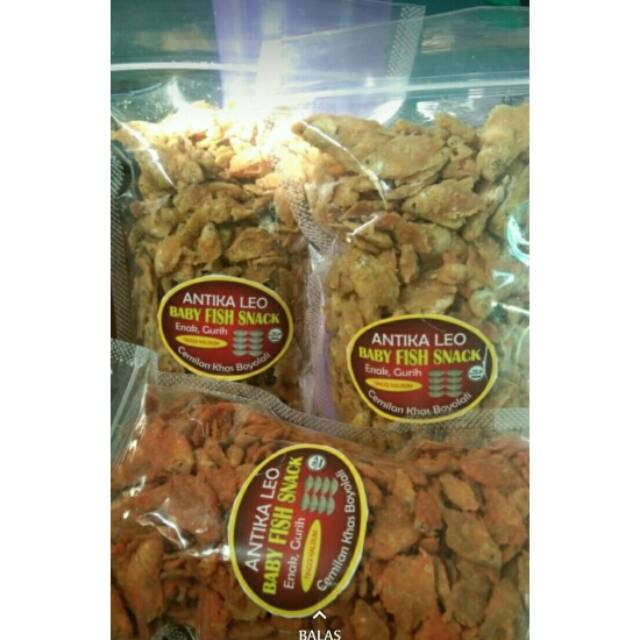 ANTIKA LEO
BABY FISH SNACK
Enak, Gurih
Cemilan Khas Boyolali
ANTIKA LEO
BABY FISH SNACK
Enak, Gurih
Cemilan Khas Boyolali
ANTIKA LEO
BABY FISH SNACK
Enak, Gurih
Cemilan Khas Boyolali
BALAS